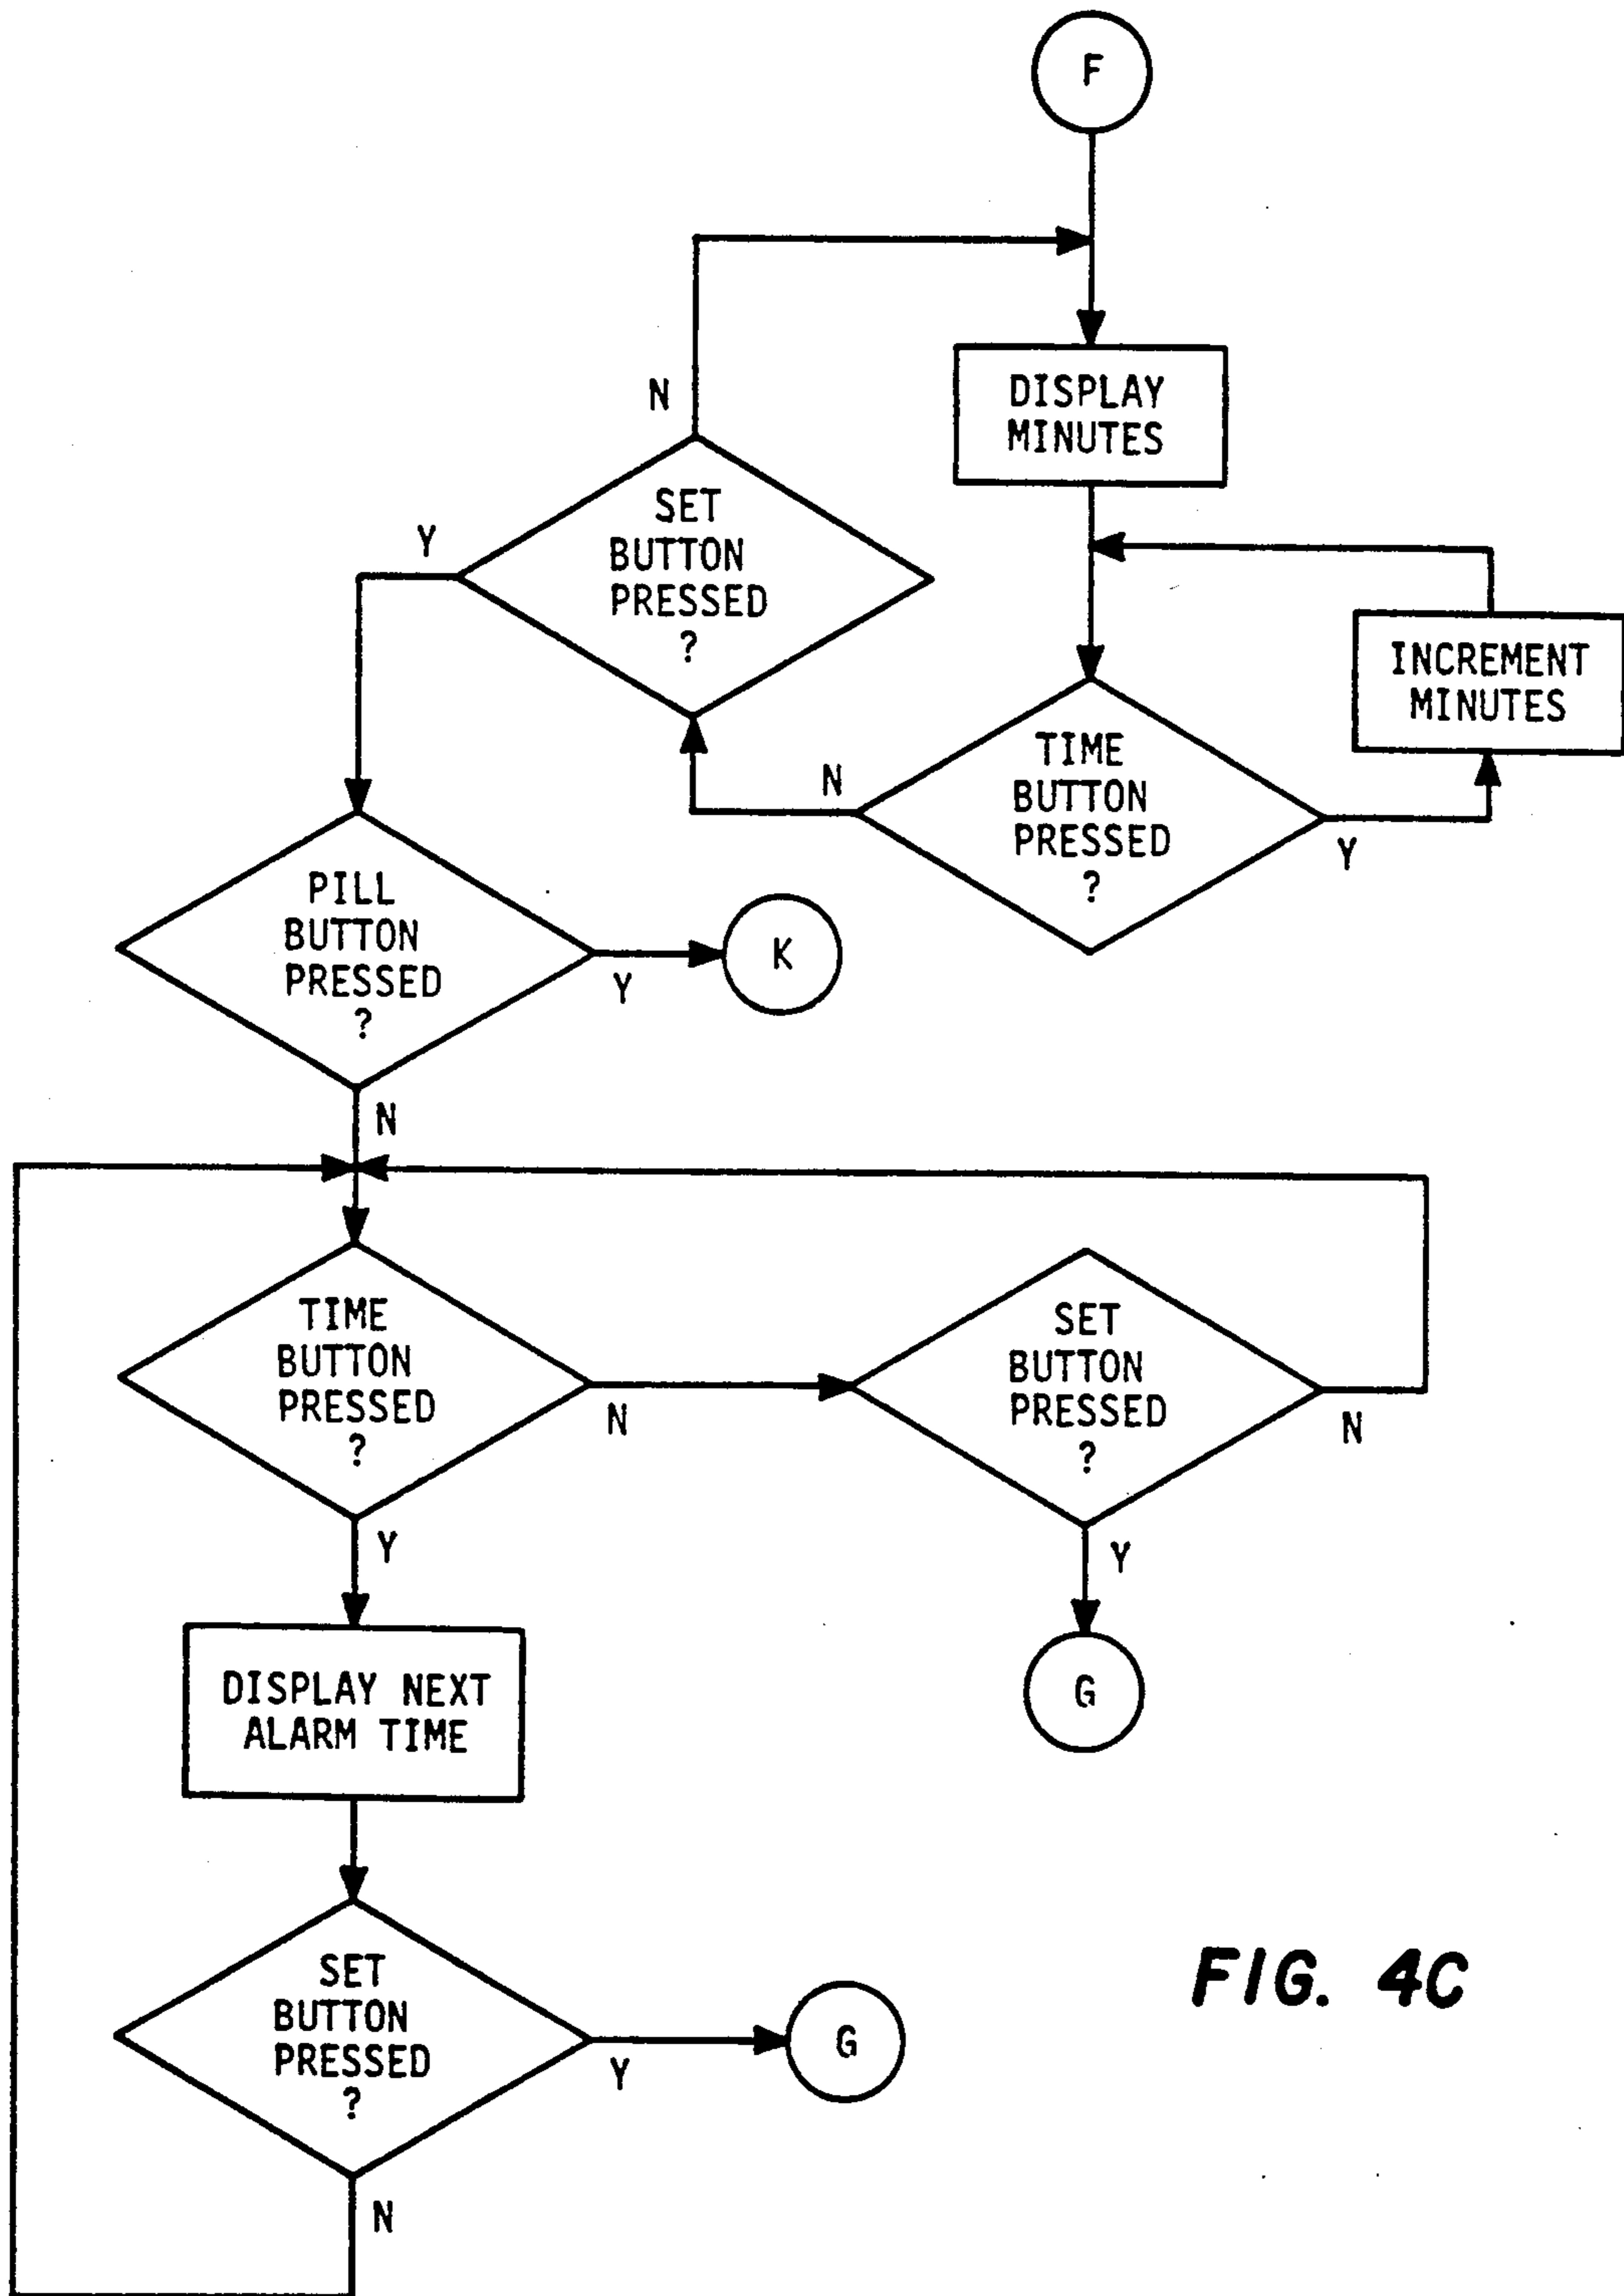 F
DISPLAY
MINUTES
N
SET
BUTTON
PRESSED
?
Y
INCREMENT
MINUTES
TIME
BUTTON
PRESSED
?
N
Y
PILL
BUTTON
PRESSED
?
Y
K
N
TIME
BUTTON
PRESSED
?
N
SET
BUTTON
PRESSED
?
N
Y
Y
G
DISPLAY NEXT
ALARM TIME
SET
BUTTON
PRESSED
?
Y
G
N
FIG. 4C